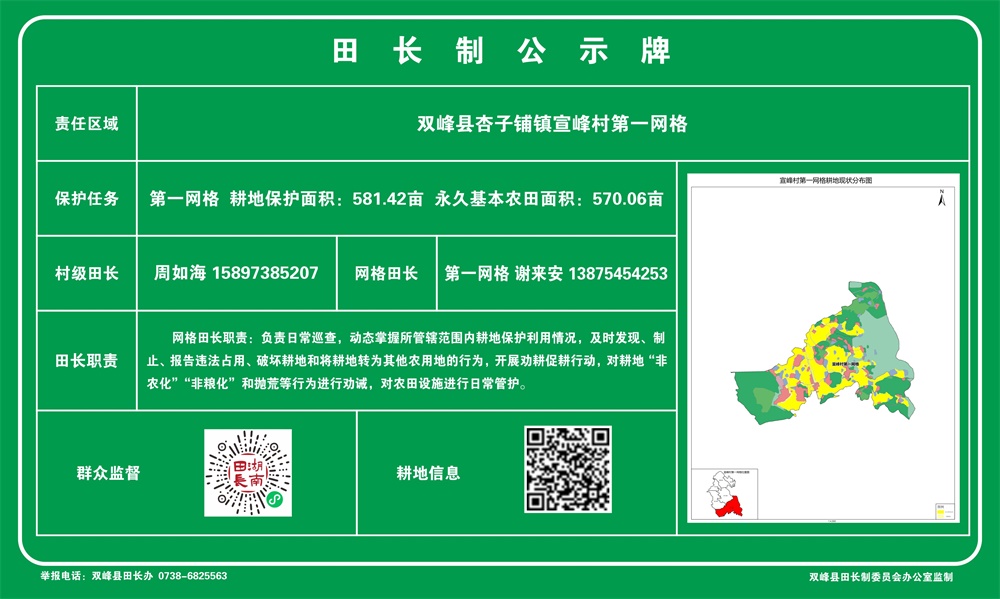 田长制公示牌
责任区域
双峰县杏子铺镇宣峰村第一网格
保护任务
第一网格 耕地保护面积：581.42亩 永久基本农田面积：570.06亩
村级田长
周如海 15897385207
网格田长
第一网格 谢来安 13875454253
田长职责
网格田长职责：负责日常巡查，动态掌握所管辖范围内耕地保护利用情况，及时发现、制
止、报告违法占用、破坏耕地和将耕地转为其他农用地的行为，开展劝耕促耕行动，对耕地“非
农化”“非粮化”和抛荒等行为进行劝诫，对农田设施进行日常管护。
宣峰村第一网格耕地现状分布图
N
宣峰村第一网格
群众监督
湖南田長
耕地信息
举报电话：双峰县田长办 0738-6825563
双峰县田长制委员会办公室监制